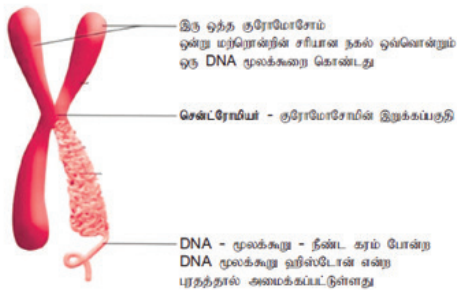 இரு ஒத்த குரோமோசோம்
ஒன்று மற்றொன்றின் சரியான நகல் ஒவ்வொன்றும்
ஒரு DNA மூலக்கூறை கொண்டது
சென்ட்ரோமியர் - குரோமோசோமின் இறுக்கப்பகுதி
DNA - மூலக்கூறு - நீண்ட கரம் போன்ற
DNA மூலக்கூறு ஹிஸ்டோன் என்ற
புரதத்தால் அமைக்கப்பட்டுள்ளது